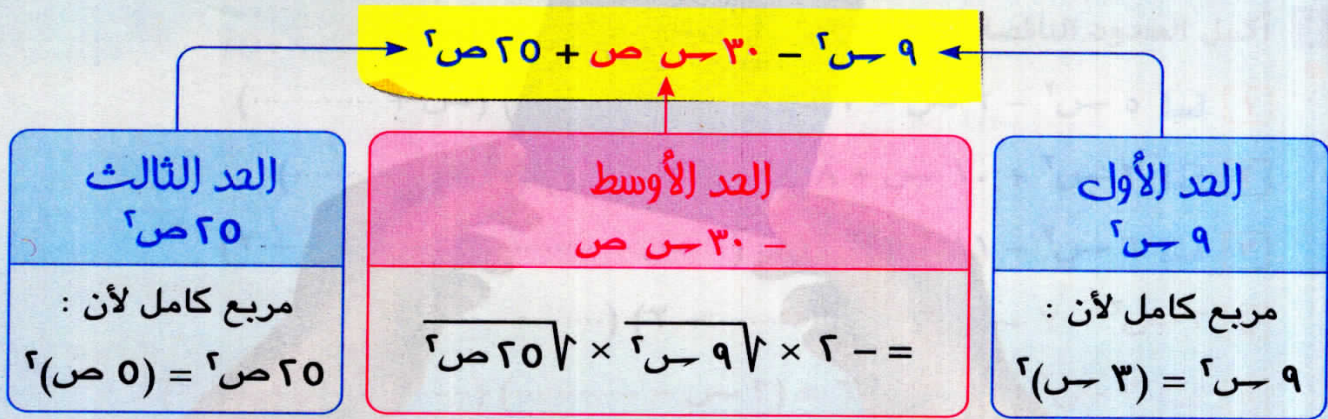 ٩ س٢ – ٣٠ س ص + ٢٥ ص٢
الحد الأول
٩ س٢
مربع كامل لأن :
٩ س٢ = (٣ س)٢
الحد الأوسط
– ٣٠ س ص
= – ٢ × √٩ س٢ × √٢٥ ص٢
الحد الثالث
٢٥ ص٢
مربع كامل لأن :
٢٥ ص٢ = (٥ ص)٢